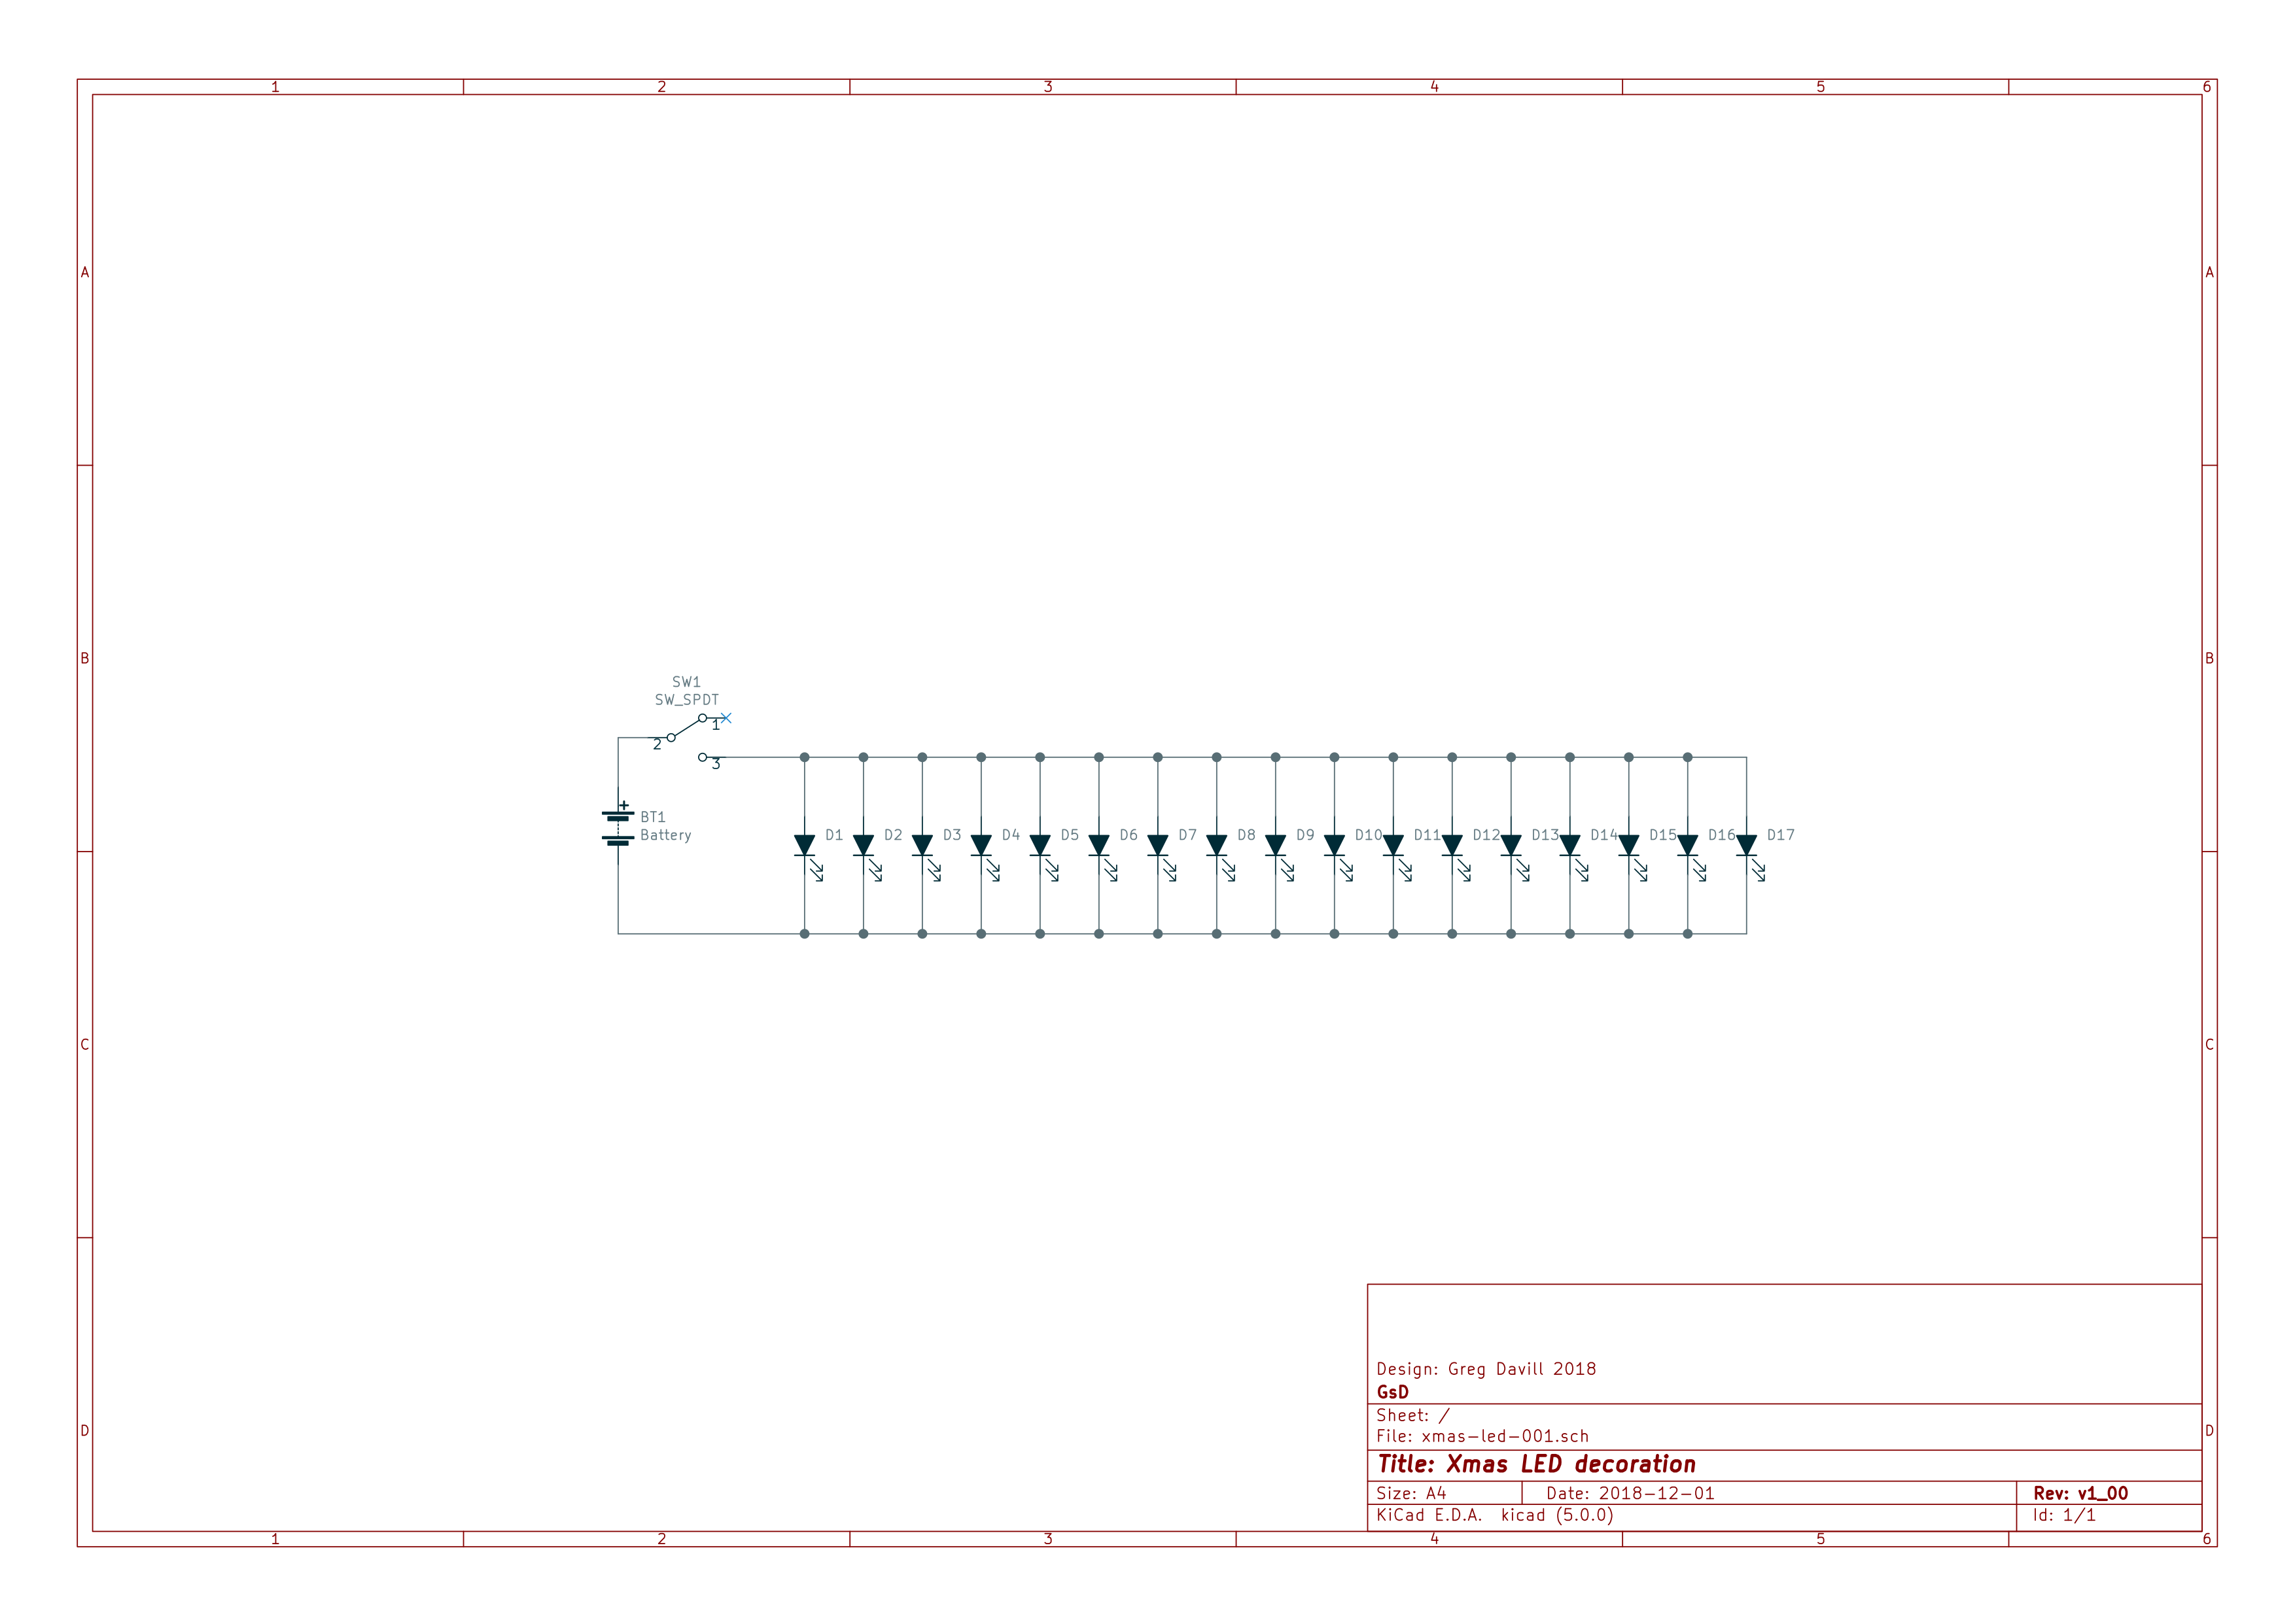 1 2 3 4 5 6
A A
B B
SW1
SW_SPDT
1
2
3
+
BT1
Battery
D1 D2 D3 D4 D5 D6 D7 D8 D9 D10 D11 D12 D13 D14 D15 D16 D17
C C
Design: Greg Davill 2018
GsD
Sheet: /
File: xmas-led-001.sch
D D
Title: Xmas LED decoration
Size: A4 Date: 2018-12-01 Rev: v1_00
KiCad E.D.A. kicad (5.0.0) Id: 1/1
1 2 3 4 5 6